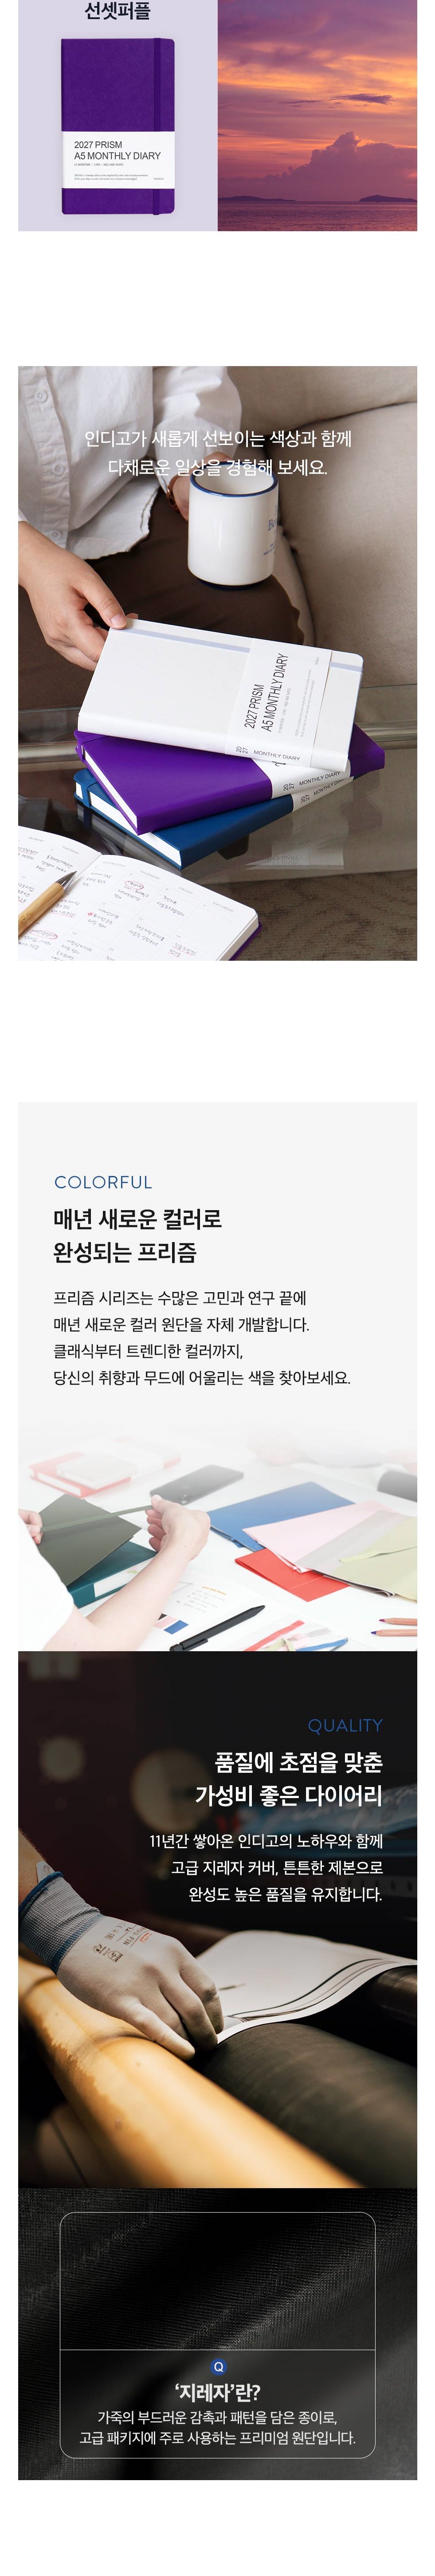 선셋퍼플
2027 PRISM
A5 MONTHLY DIARY
인디고가 새롭게 선보이는 색상과 함께
다채로운 일상을 경험해 보세요.
2027 PRISM
A5 MONTHLY DIARY
2027 MONTHLY DIARY
2027 MONTHLY DIARY
2027 MONTHLY DIARY
COLORFUL
매년 새로운 컬러로
완성되는 프리즘
프리즘 시리즈는 수많은 고민과 연구 끝에
매년 새로운 컬러 원단을 자체 개발합니다.
클래식부터 트렌디한 컬러까지,
당신의 취향과 무드에 어울리는 색을 찾아보세요.
QUALITY
품질에 초점을 맞춘
가성비 좋은 다이어리
11년간 쌓아온 인디고의 노하우와 함께
고급 지레자 커버, 튼튼한 제본으로
완성도 높은 품질을 유지합니다.
Q
‘지레자’란?
가죽의 부드러운 감촉과 패턴을 담은 종이로,
고급 패키지에 주로 사용하는 프리미엄 원단입니다.